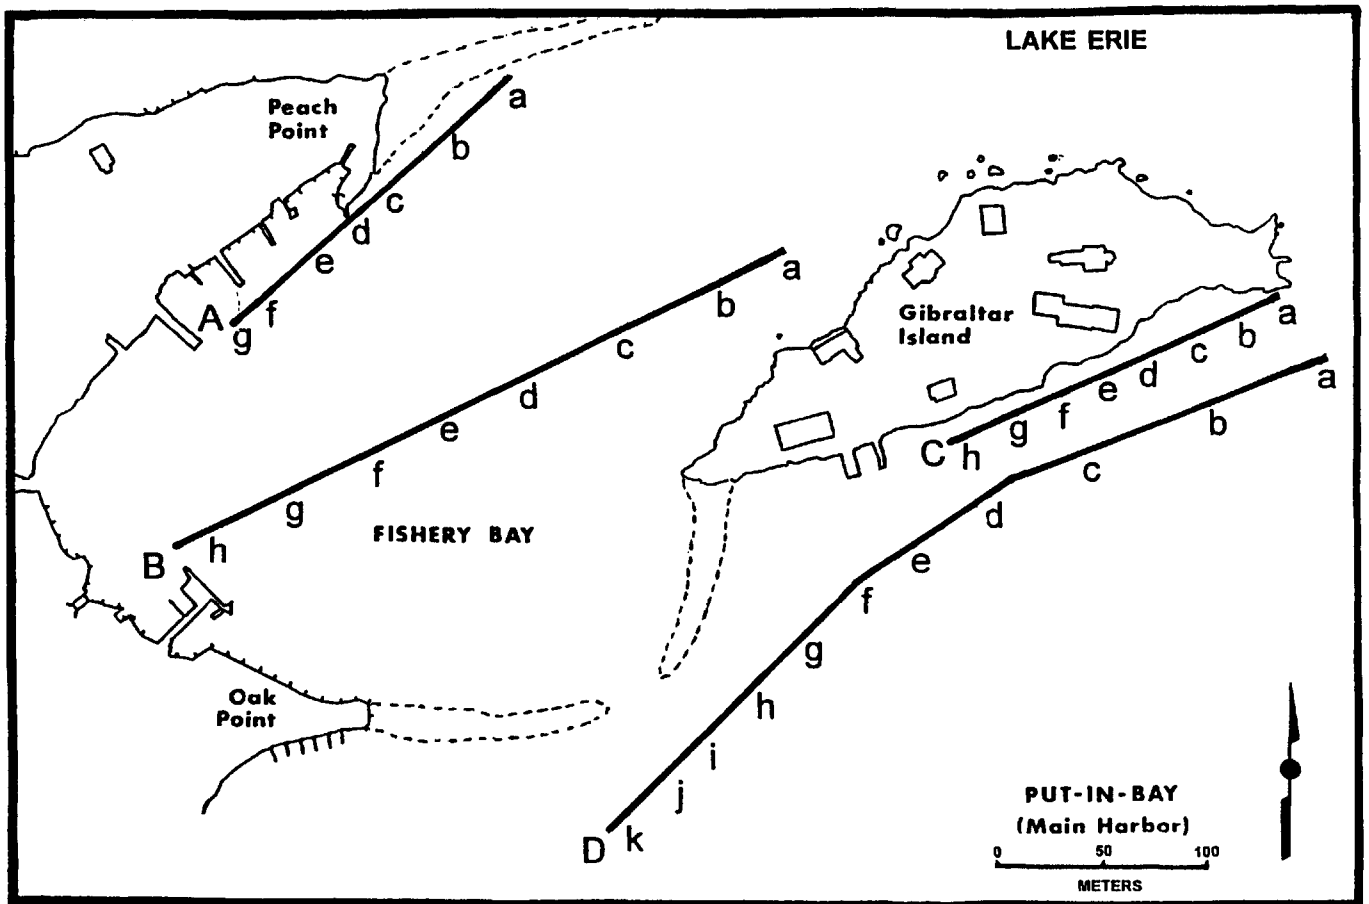 LAKE ERIE
Peach
Point
a
b
c
d
e
f
g
A
a
b
c
d
e
f
g
h
B
Gibraltar
Island
a
b
c
d
e
f
g
h
C
a
b
c
d
e
f
g
h
i
j
k
D
FISHERY BAY
Oak
Point
PUT-IN-BAY
(Main Harbor)
0 50 100
METERS